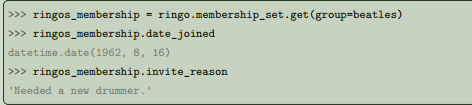 >>> ringos_membership = ringo.membership_set.get(group=beatles)
>>> ringos_membership.date_joined
datetime.date(1962, 8, 16)
>>> ringos_membership.invite_reason
'Needed a new drummer.'